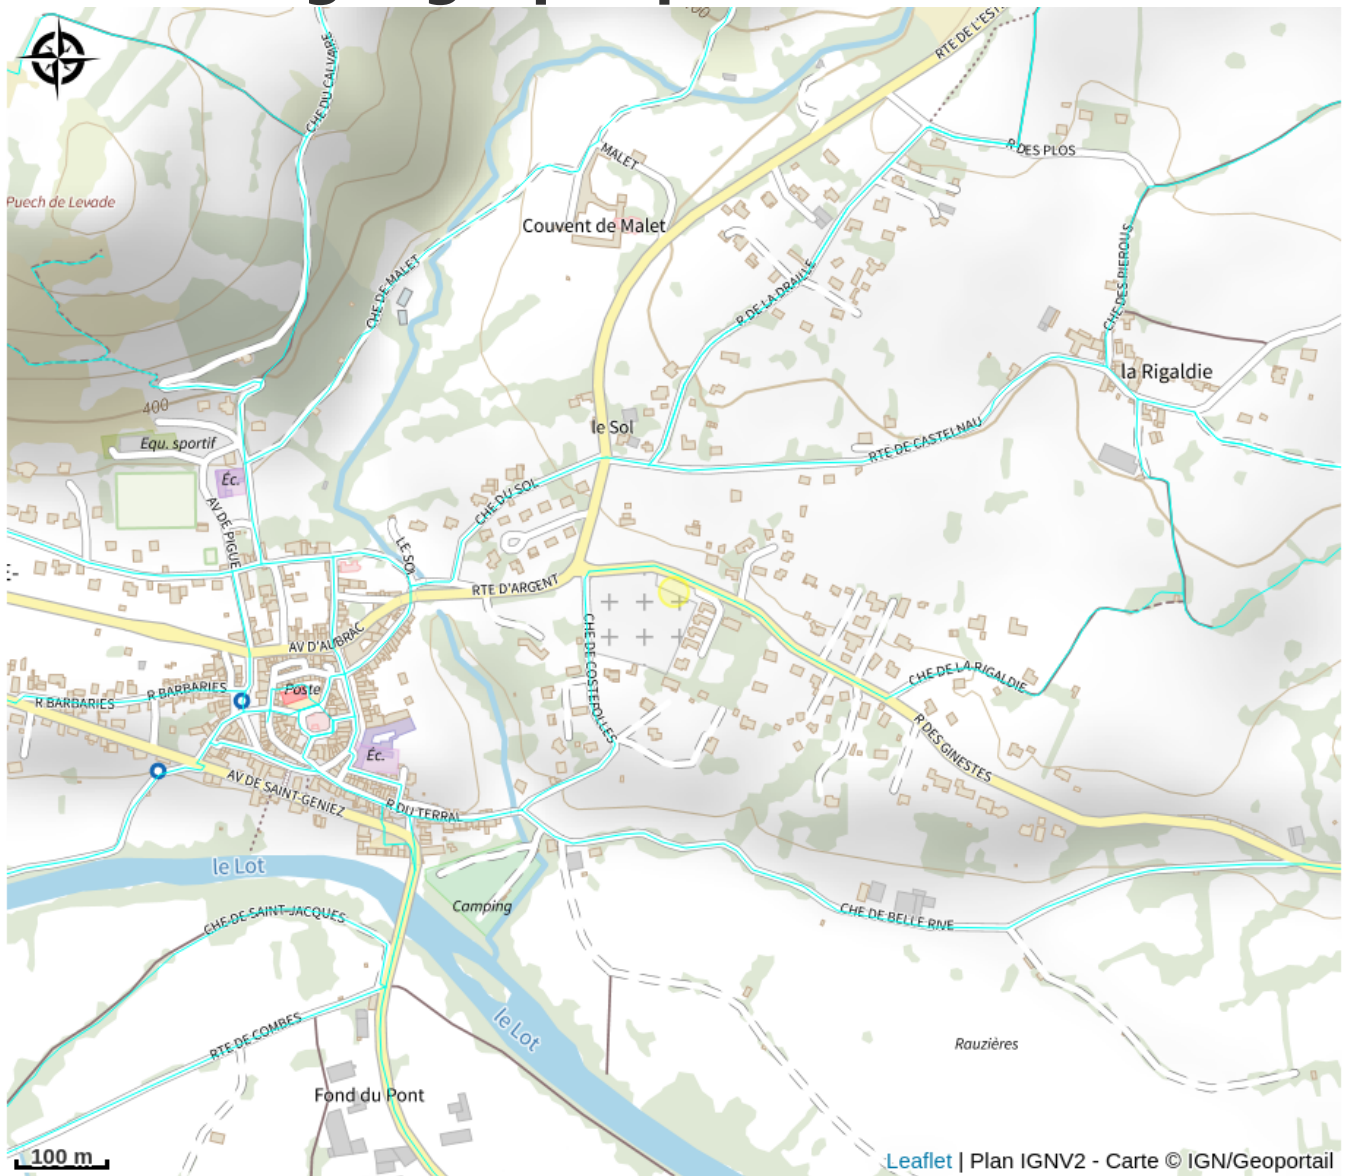 400
RTE DE L'EST
CHE DU CALVAIRE
MALET
R DES PLOS
Puech de Levade
Couvent de Malet
CHE DE MALET
R DE LA DRAILLE
CHE DES PIEROUS
la Rigaldie
400
le Sol
RTE DE CASTELNAU
Equ. sportif
Éc.
CHE DU SOL
AV DE PIGUE
LE SOL
E-
RTE D'ARGENT
AV D'AUBRAC
CHE DE COSTEFOLLES
CHE DE LA RIGALDIE
R BARBARIES
Poste
R BARBARIES
R DES GINESTES
Éc.
AV DE SAINT-GENIEZ
R DU TERRAL
le Lot
Camping
CHE DE SAINT-JACQUES
CHE DE BELLE RIVE
le Lot
RTE DE COMBES
Rauzières
Fond du Pont
100 m
Leaflet | Plan IGNV2 - Carte © IGN/Geoportail